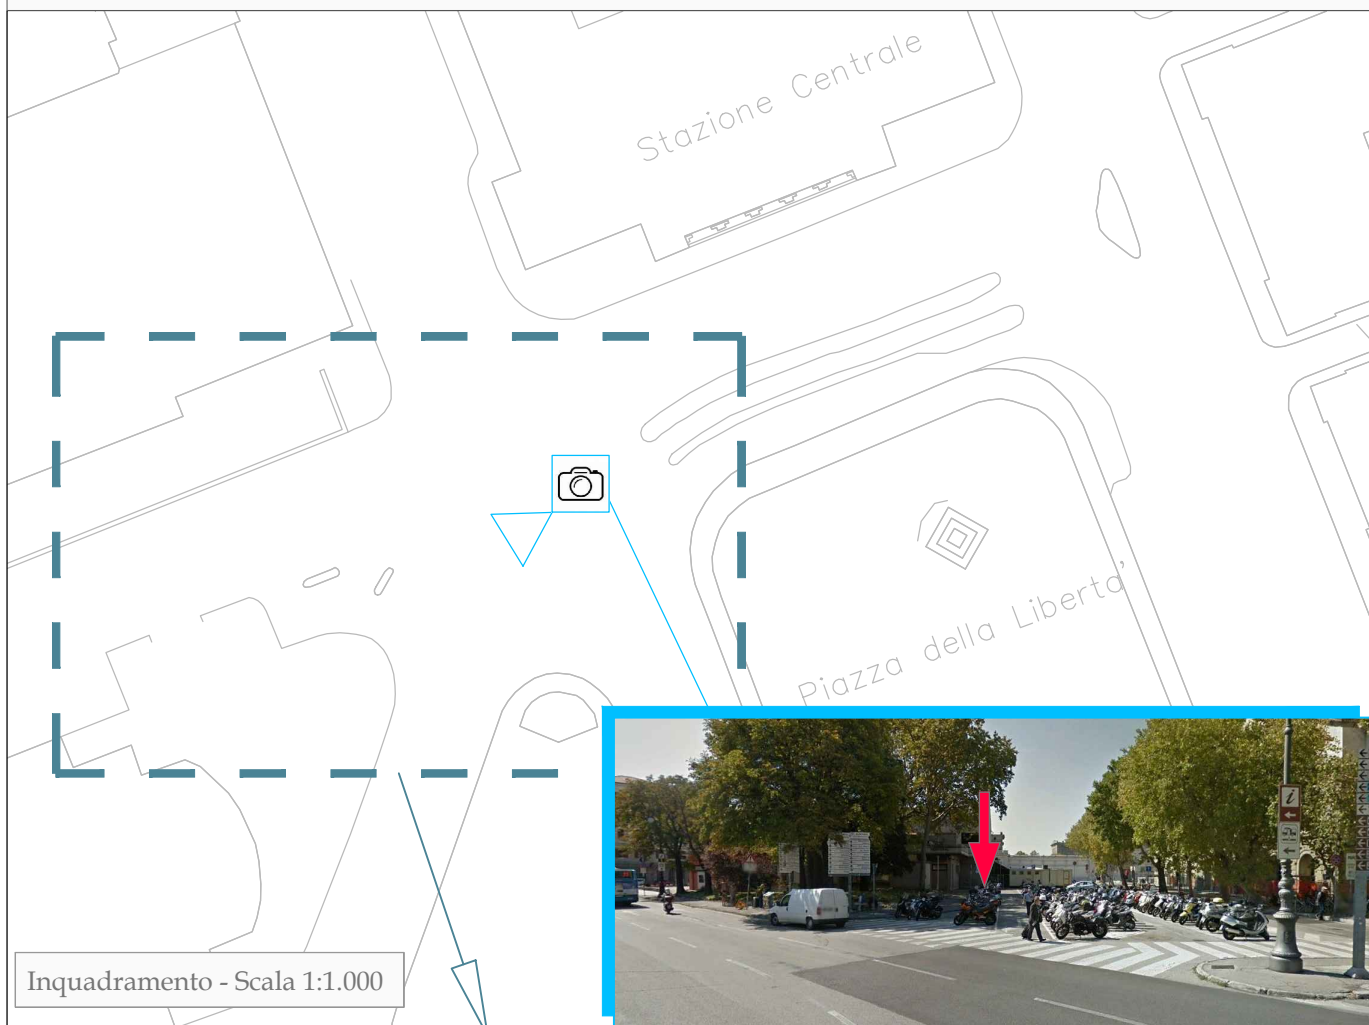 Stazione Centrale
Piazza della Liberta'
i
Inquadramento - Scala 1:1.000